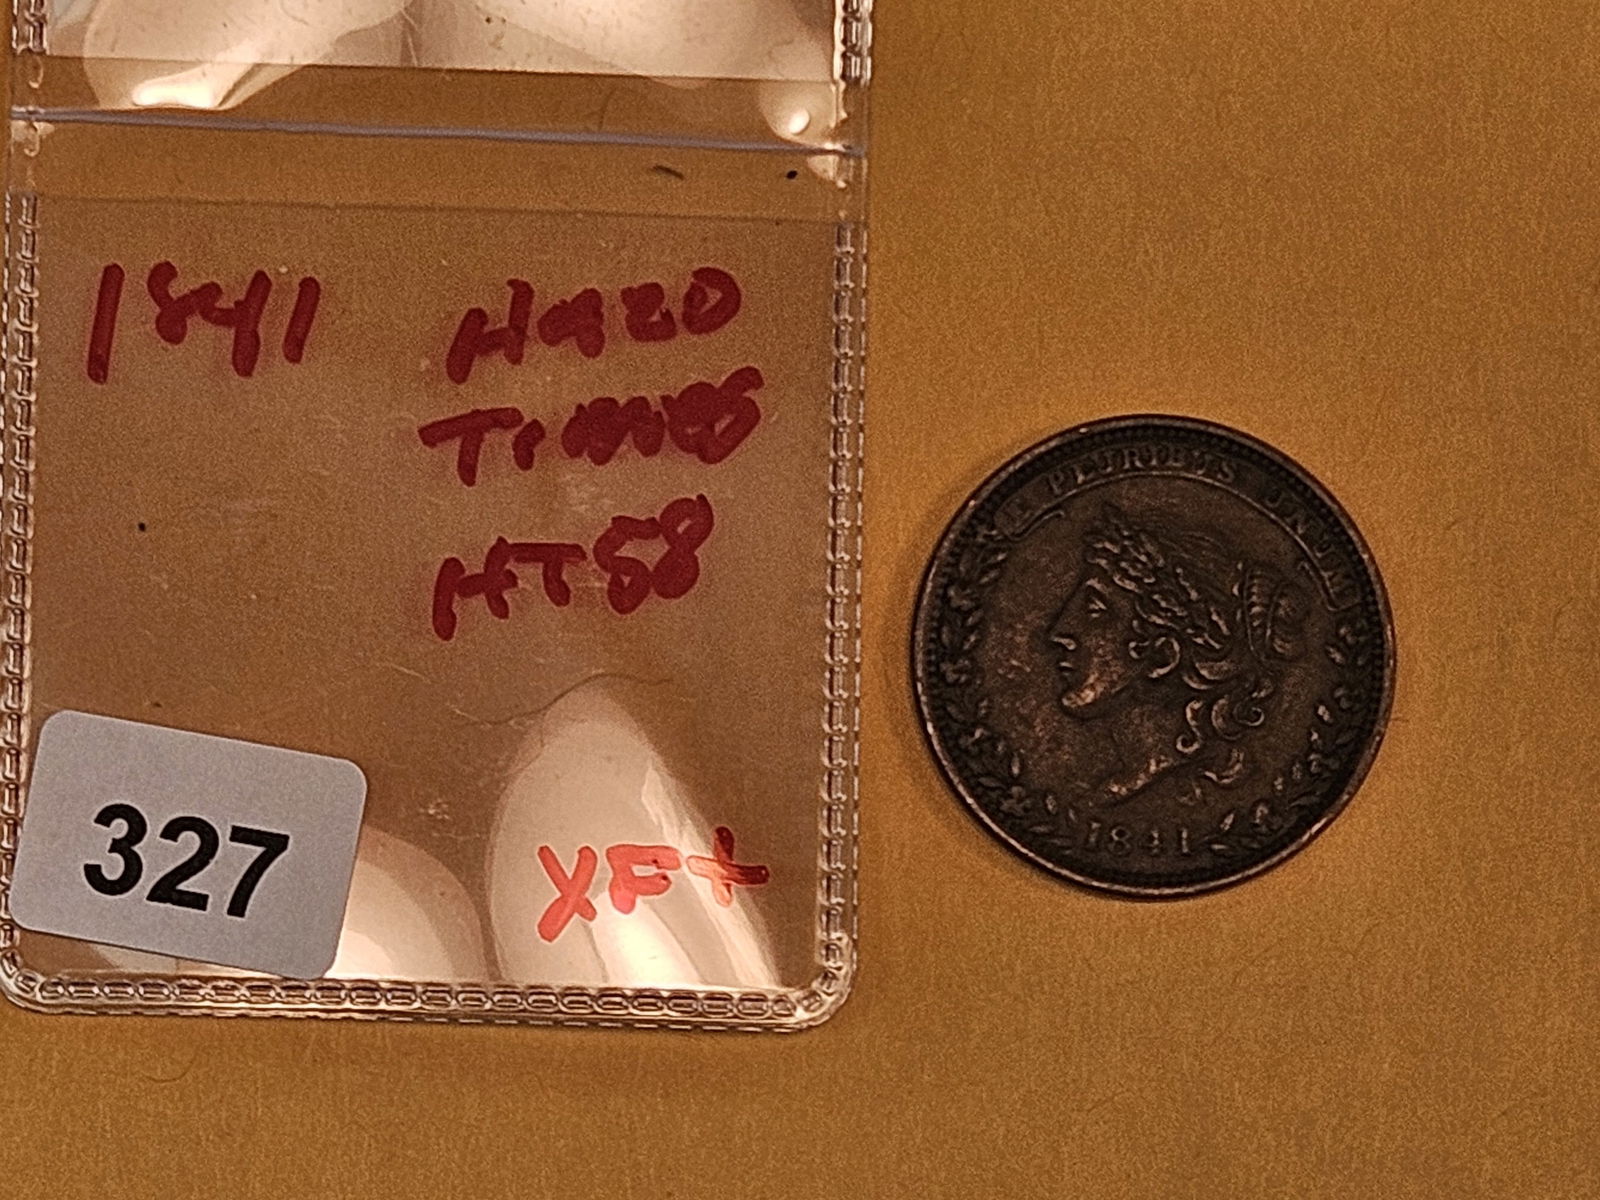 1841 HARD
TIMES
HT58
327
XF+
E PLURIBUS UNUM
1841